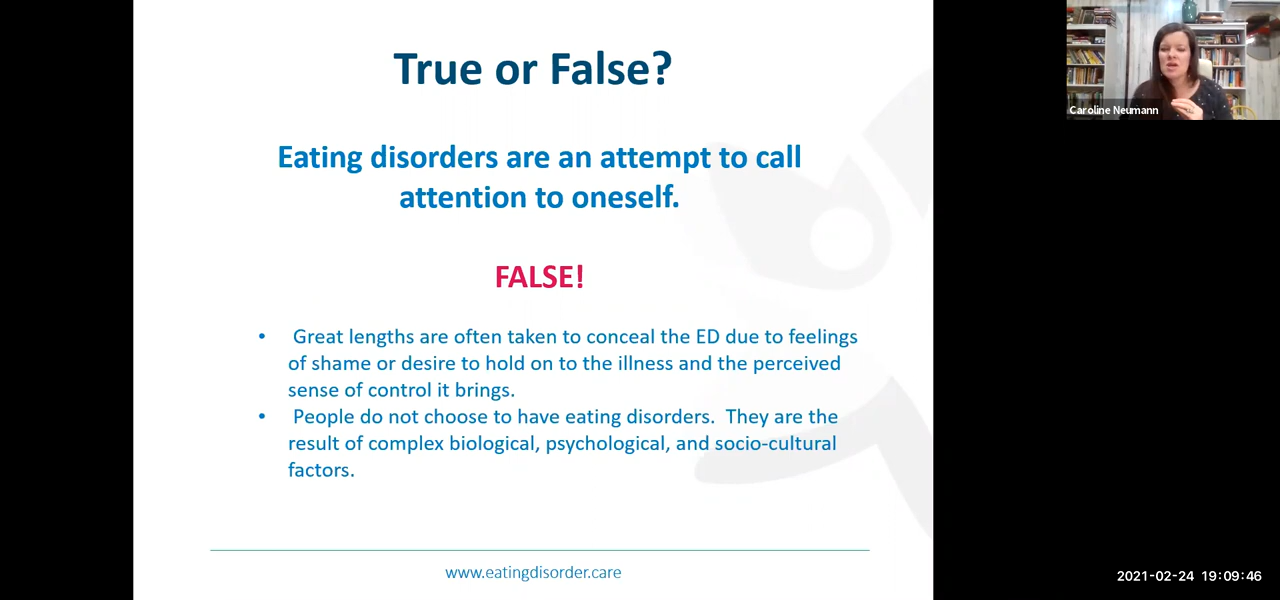 True or False?
Eating disorders are an attempt to call
attention to oneself.
FALSE!
• Great lengths are often taken to conceal the ED due to feelings
of shame or desire to hold on to the illness and the perceived
sense of control it brings.
• People do not choose to have eating disorders.  They are the
result of complex biological, psychological, and socio-cultural
factors.
www.eatingdisorder.care
Caroline Neumann
2021-02-24 19:09:46